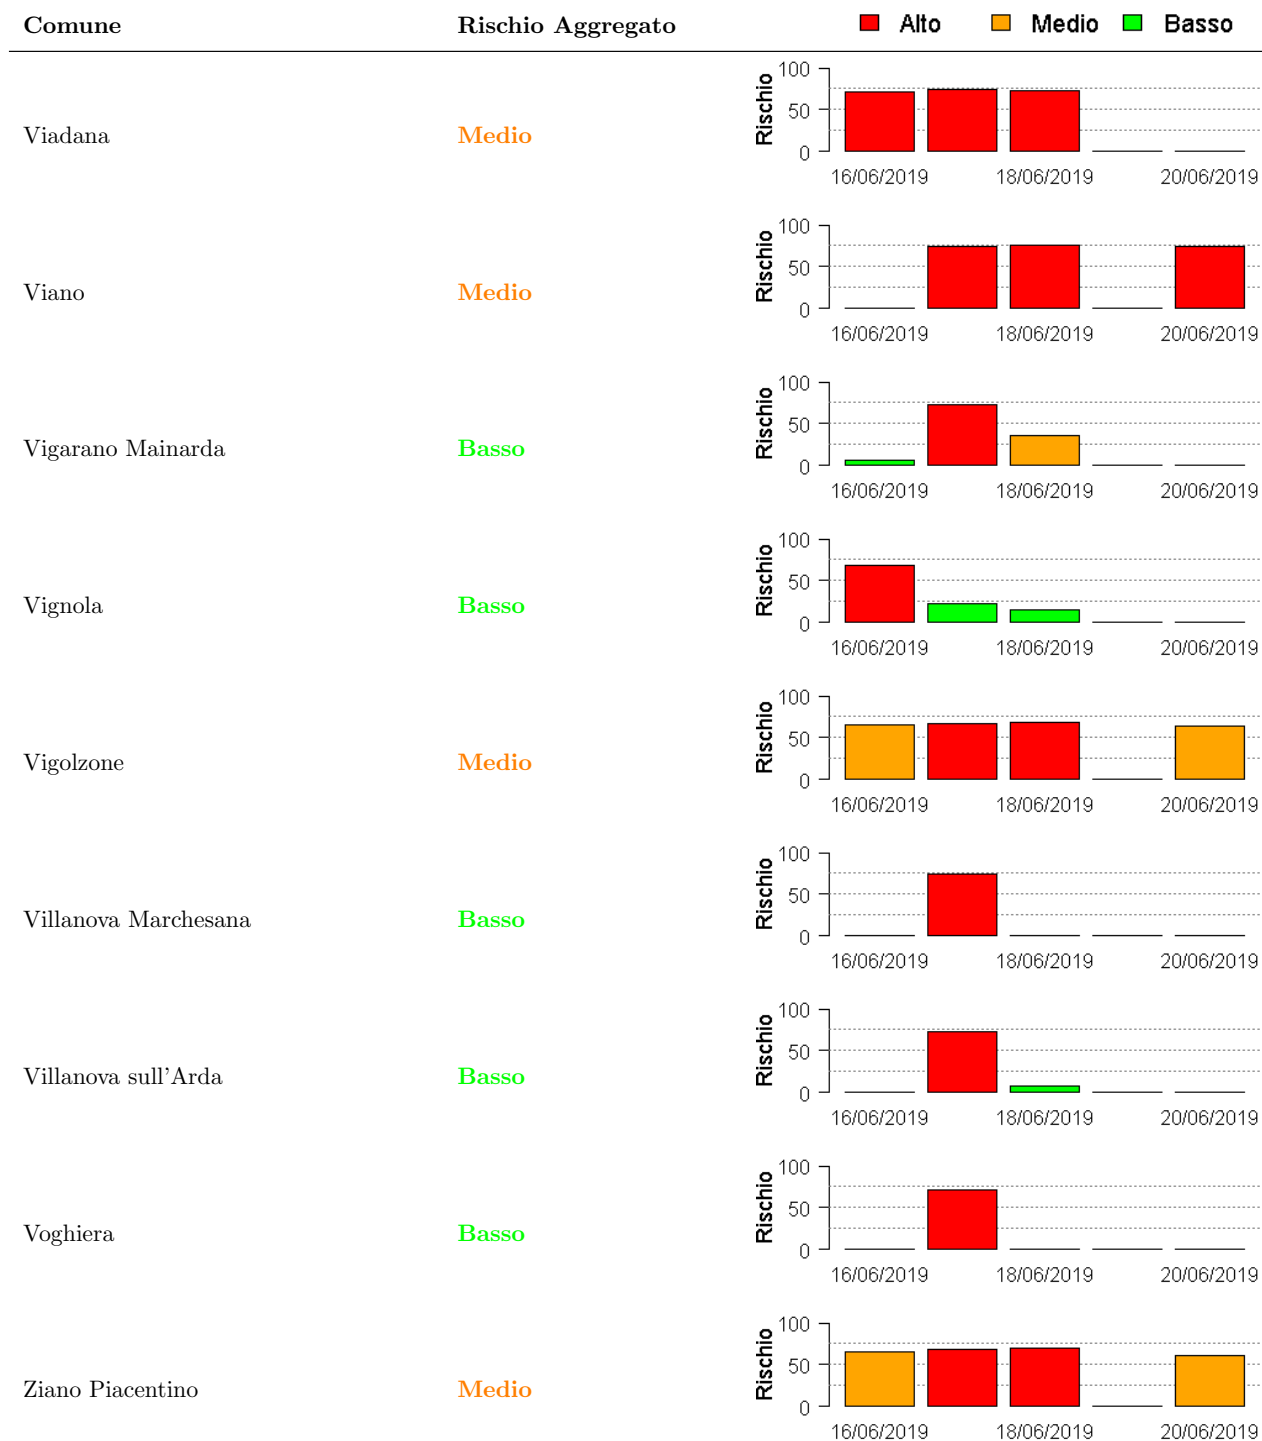 Comune Rischio Aggregato Alto Medio Basso
100
Rischio
Viadana Medio 50
0
16/06/2019 18/06/2019 20/06/2019
100
Rischio
Viano Medio 50
0
16/06/2019 18/06/2019 20/06/2019
100
Rischio
Vigarano Mainarda Basso 50
0
16/06/2019 18/06/2019 20/06/2019
100
Rischio
Vignola Basso 50
0
16/06/2019 18/06/2019 20/06/2019
100
Rischio
Vigolzone Medio 50
0
16/06/2019 18/06/2019 20/06/2019
100
Rischio
Villanova Marchesana Basso 50
0
16/06/2019 18/06/2019 20/06/2019
100
Rischio
Villanova sull'Arda Basso 50
0
16/06/2019 18/06/2019 20/06/2019
100
Rischio
Voghiera Basso 50
0
16/06/2019 18/06/2019 20/06/2019
100
Rischio
Ziano Piacentino Medio 50
0
16/06/2019 18/06/2019 20/06/2019